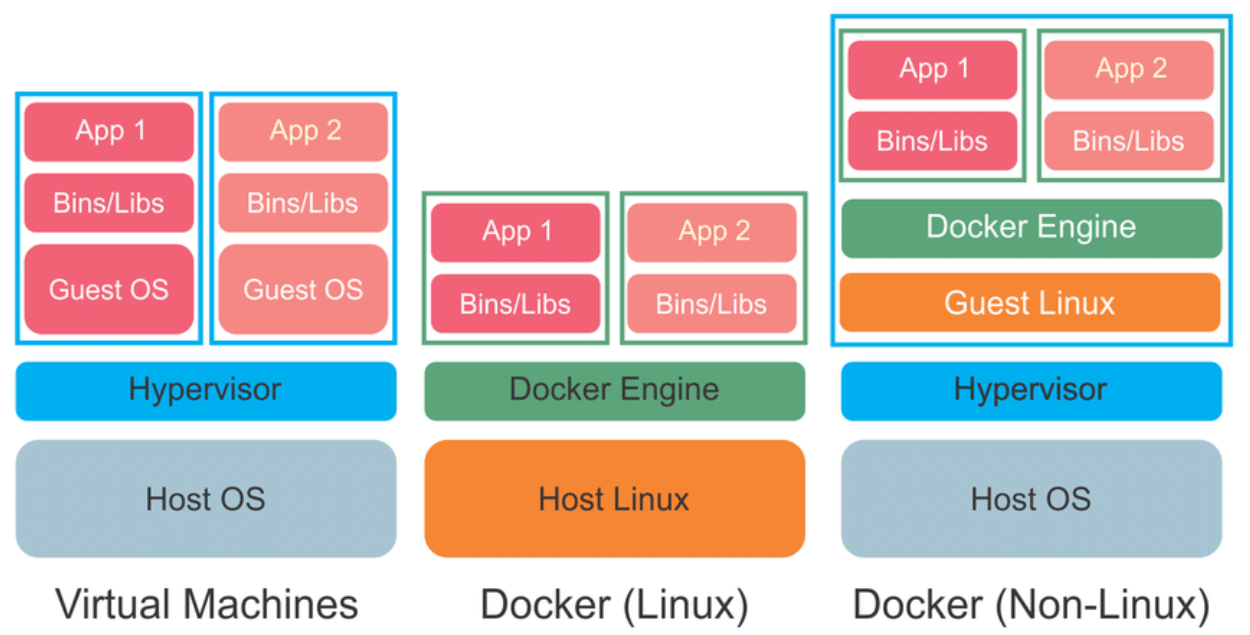 App 1
App 2
Bins/Libs
Bins/Libs
Guest OS
Guest OS
Hypervisor
Host OS
Virtual Machines
App 1
App 2
Bins/Libs
Bins/Libs
Docker Engine
Host Linux
Docker (Linux)
App 1
App 2
Bins/Libs
Bins/Libs
Docker Engine
Guest Linux
Hypervisor
Host OS
Docker (Non-Linux)